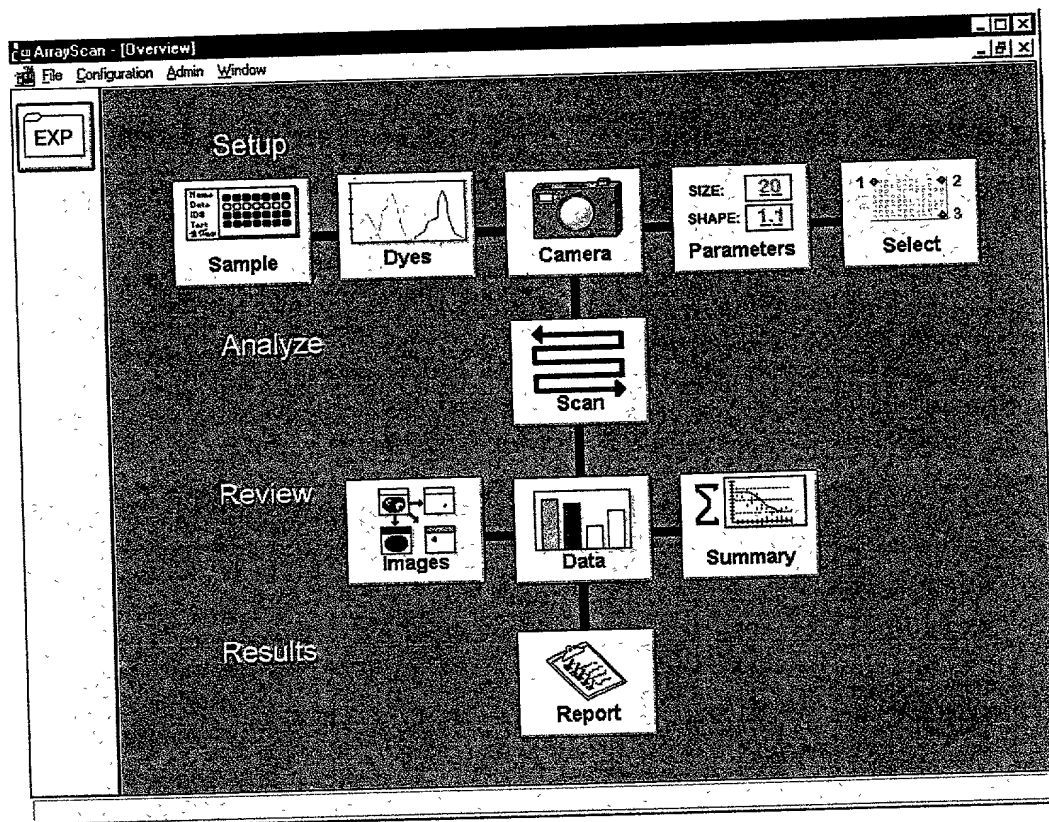 ArrayScan - [Overview]
File Configuration Admin Window
EXP
Setup
Sample
Dyes
Camera
SIZE: 20
SHAPE: 1.1
Parameters
1 2
3
Select
Analyze
Scan
Review
Images
Data
Σ
Summary
Results
Report